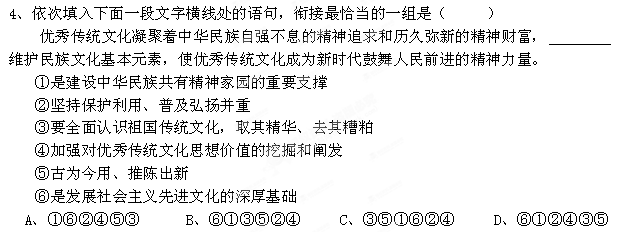 4、依次填入下面一段文字横线处的语句，衔接最恰当的一组是（      ）
优秀传统文化凝聚着中华民族自强不息的精神追求和历久弥新的精神财富，________
维护民族文化基本元素，使优秀传统文化成为新时代鼓舞人民前进的精神力量。
①是建设中华民族共有精神家园的重要支撑
②坚持保护利用、普及弘扬并重
③要全面认识祖国传统文化，取其精华、去其糟粕
④加强对优秀传统文化思想价值的挖掘和阐发
⑤古为今用、推陈出新
⑥是发展社会主义先进文化的深厚基础
A、①⑥②④⑤③  B、⑥①③⑤②④  C、③⑤①⑥②④  D、⑥①②④③⑤